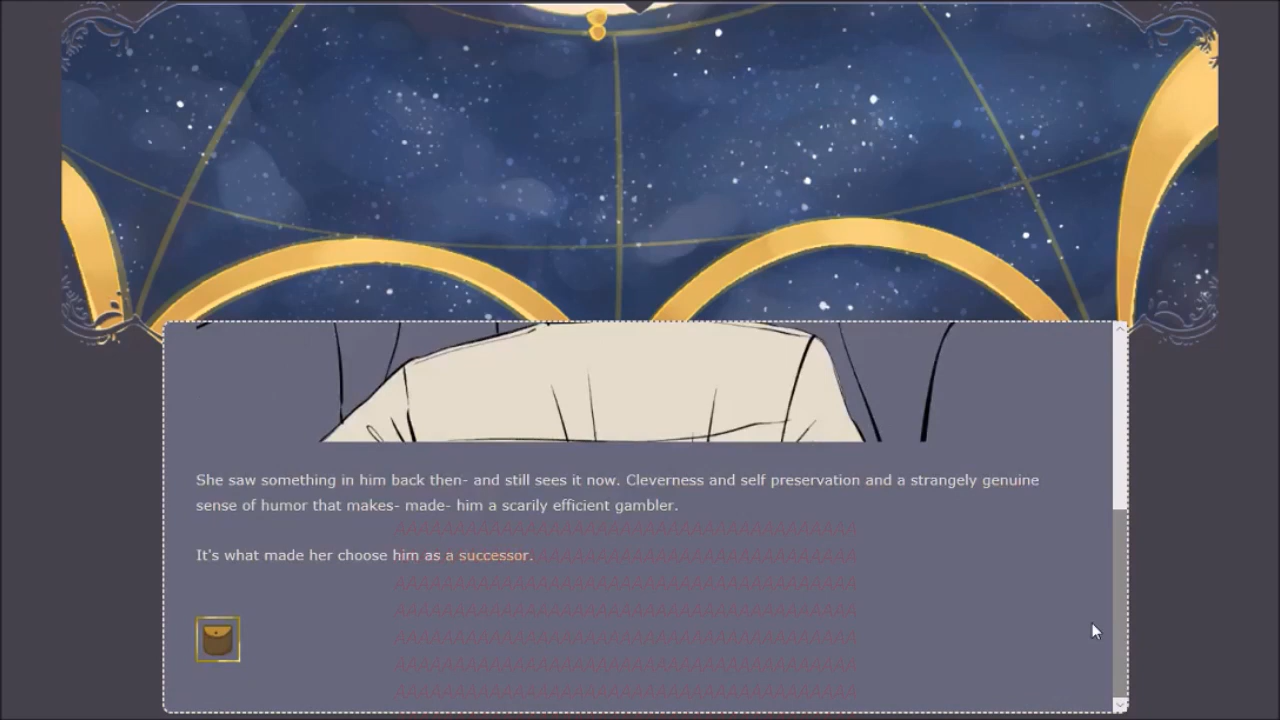 She saw something in him back then- and still sees it now. Cleverness and self preservation and a strangely genuine
sense of humor that makes- made- him a scarily efficient gambler.
It's what made her choose him as a successor.